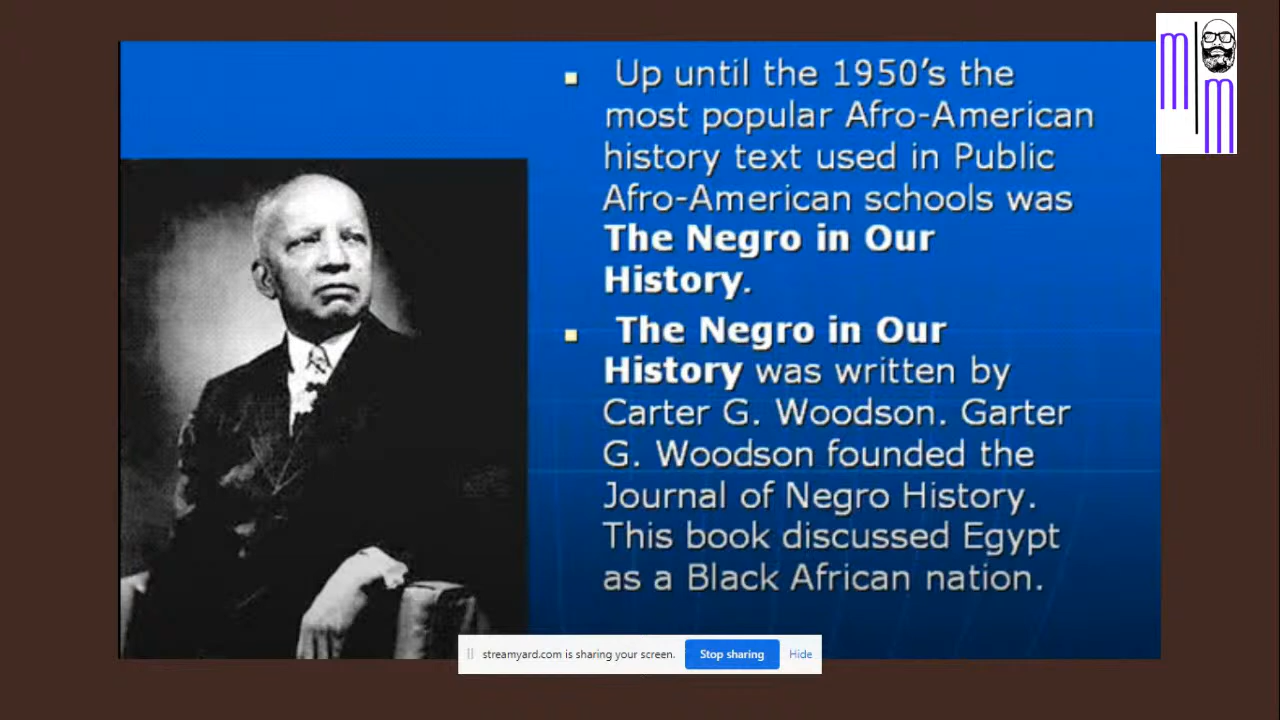 Up until the 1950's the
most popular Afro-American
history text used in Public
Afro-American schools was
The Negro in Our
History.
The Negro in Our
History was written by
Carter G. Woodson. Garter
G. Woodson founded the
Journal of Negro History.
This book discussed Egypt
as a Black African nation.
m
m
streamyard.com is sharing your screen. Stop sharing Hide